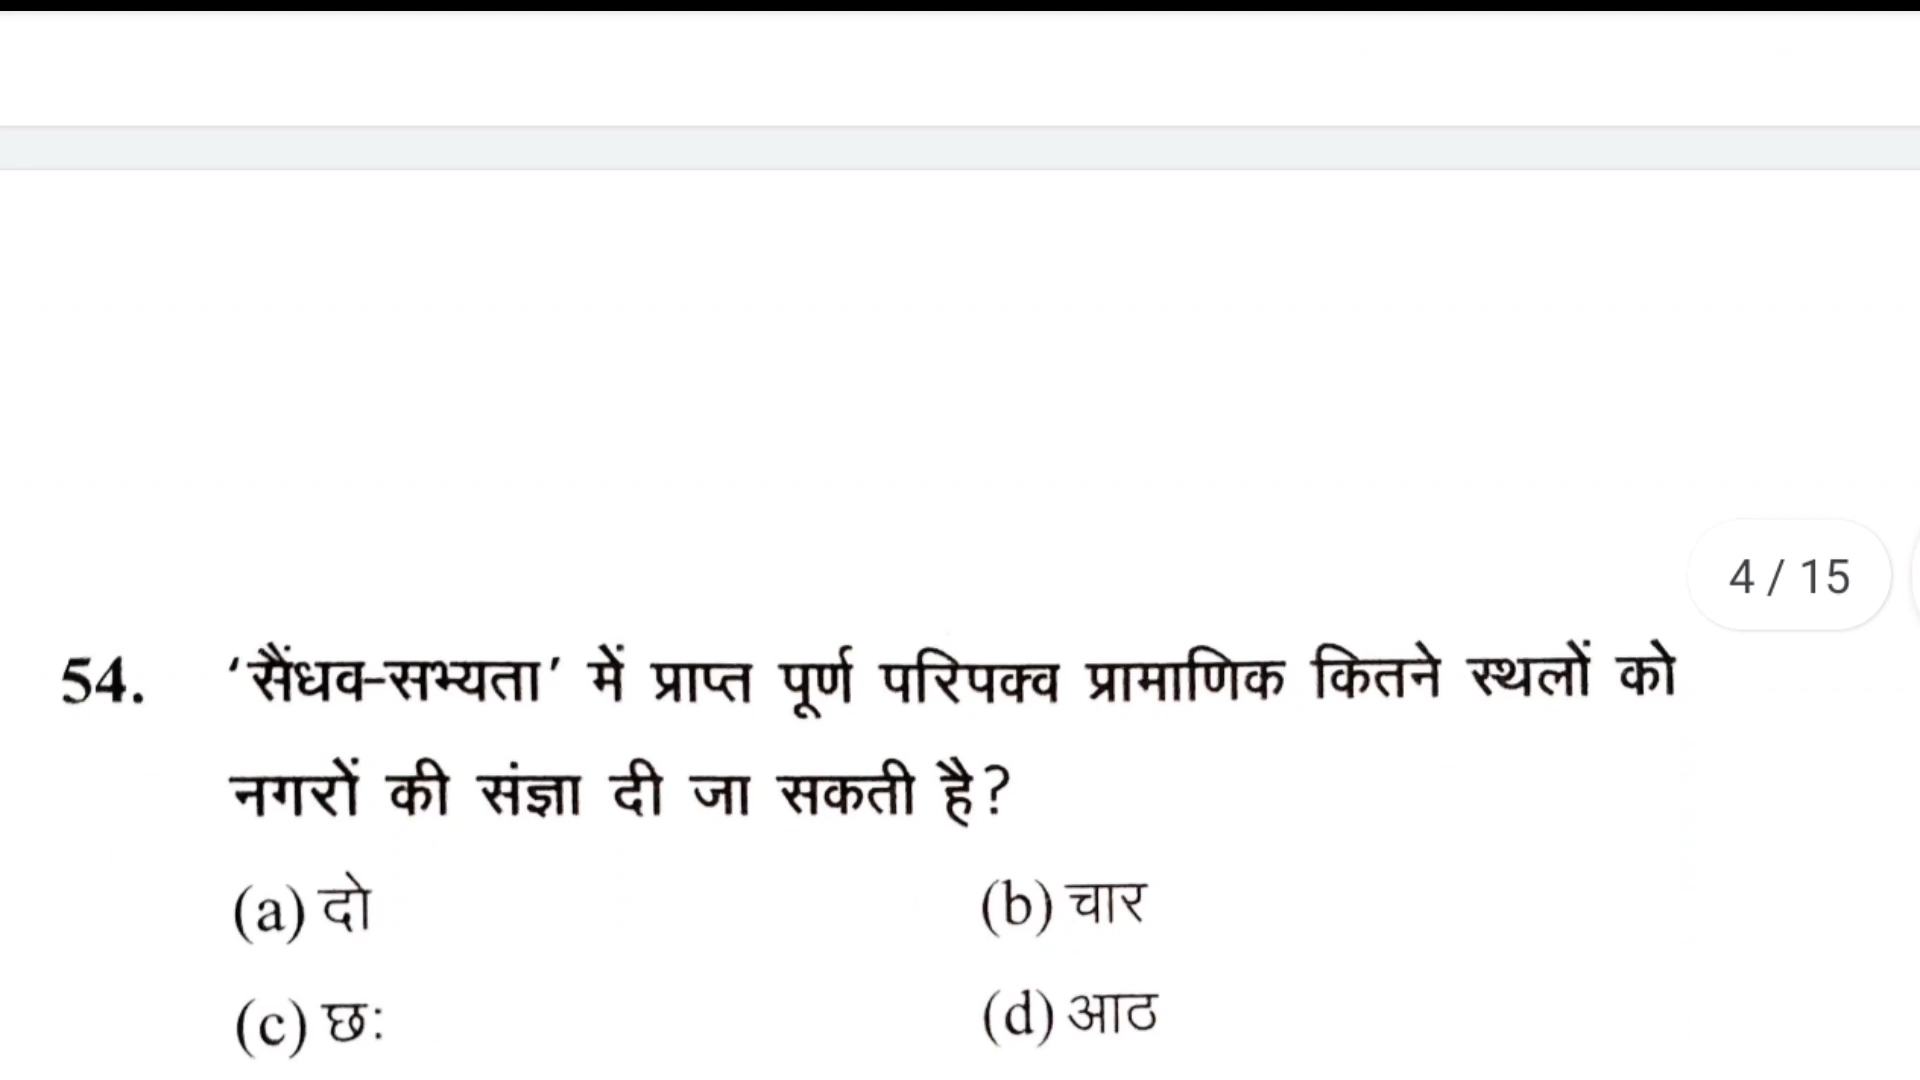 4 / 15
54. ‘सैंधव-सभ्यता’ में प्राप्त पूर्ण परिपक्व प्रामाणिक कितने स्थलों को
नगरों की संज्ञा दी जा सकती है?
(a) दो (b) चार
(c) छः (d) आठ